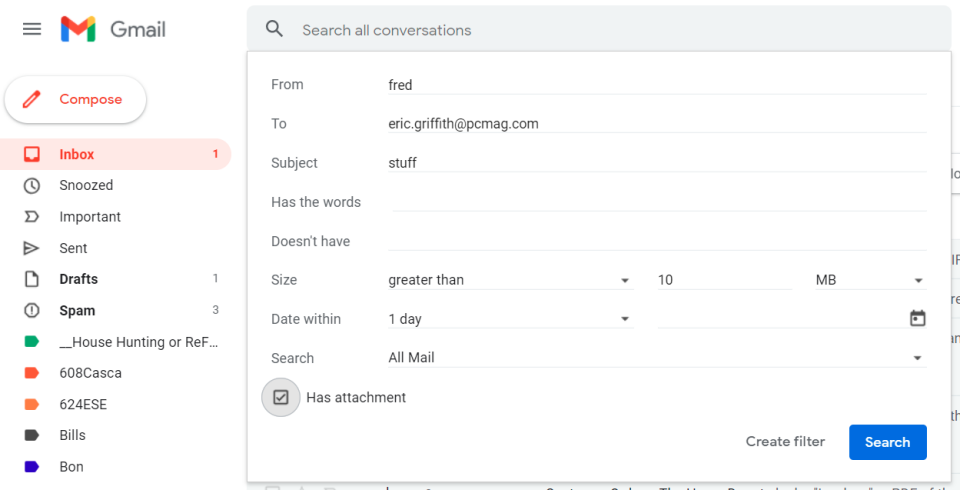 Gmail
Search all conversations
Compose
Inbox 1
Snoozed
Important
Sent
Drafts 1
Spam 3
__House Hunting or ReF...
608Casca
624ESE
Bills
Bon
From fred
To eric.griffith@pcmag.com
Subject stuff
Has the words
Doesn't have
Size greater than 10 MB
Date within 1 day
Search All Mail
Has attachment
Create filter Search